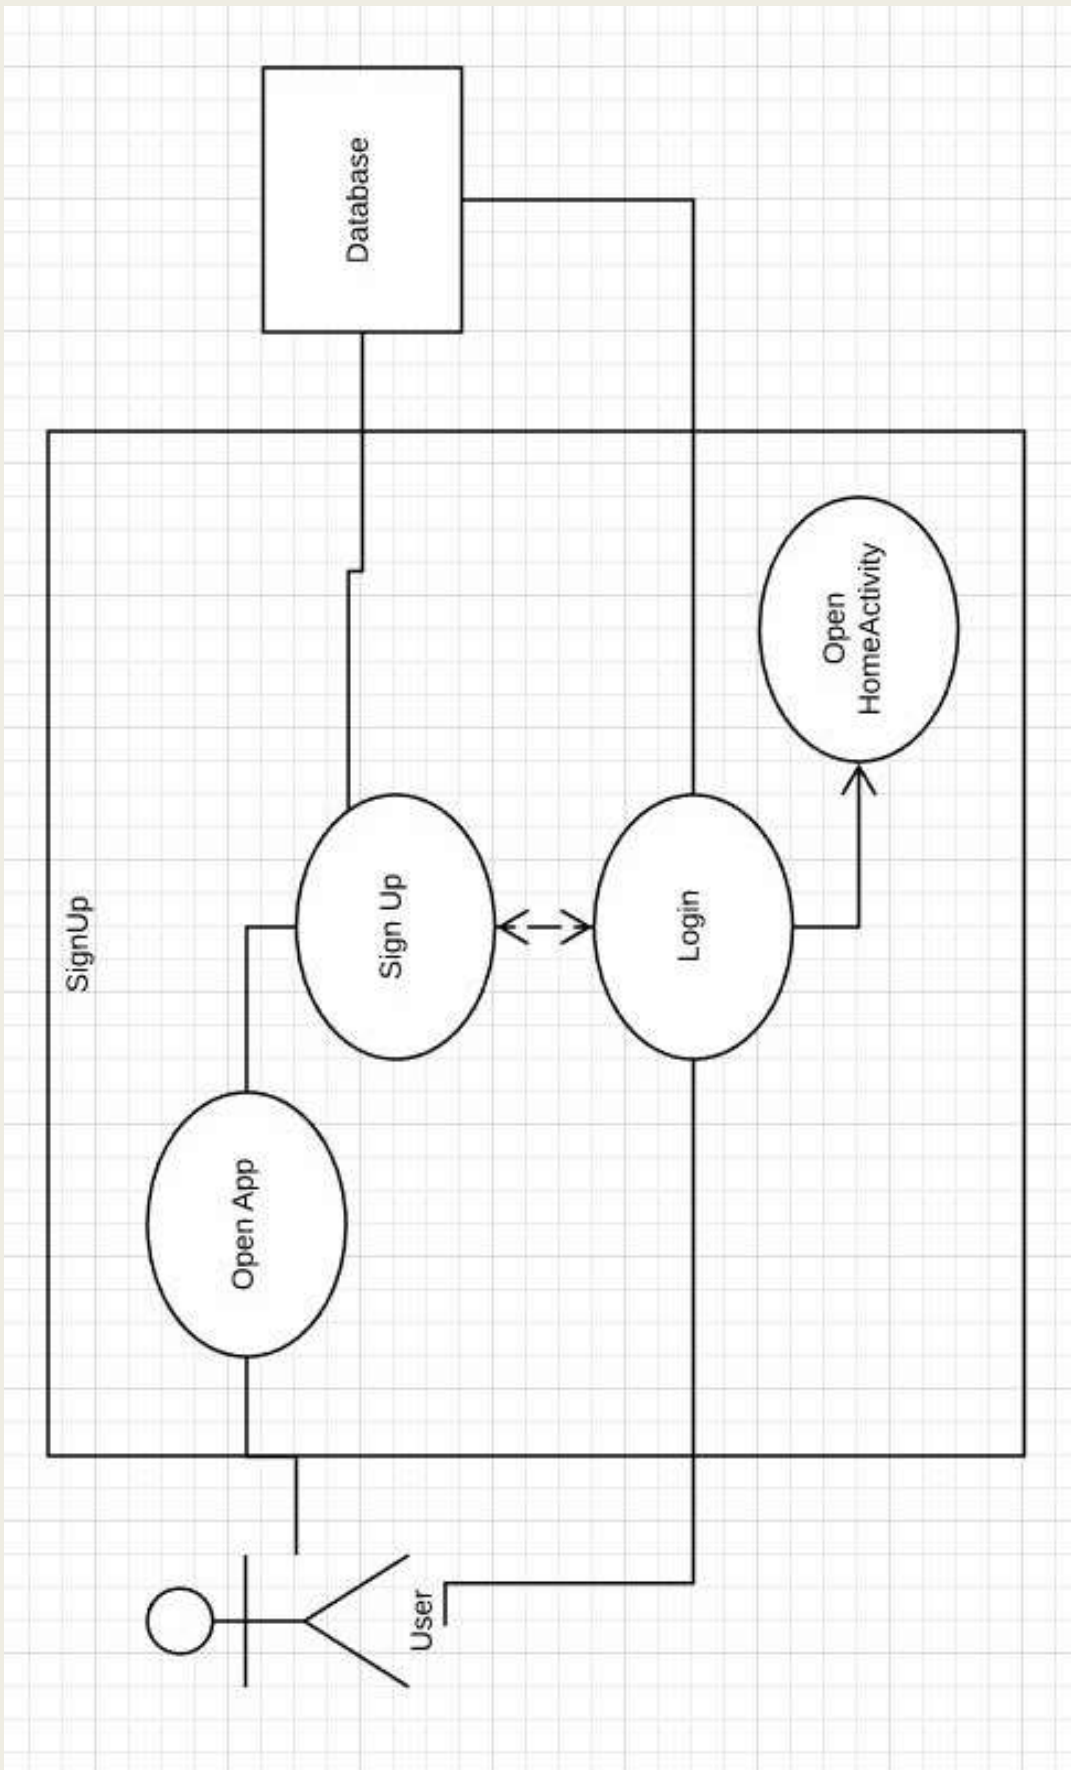 SignUp
Database
Open App
Sign Up
Login
Open
HomeActivity
User